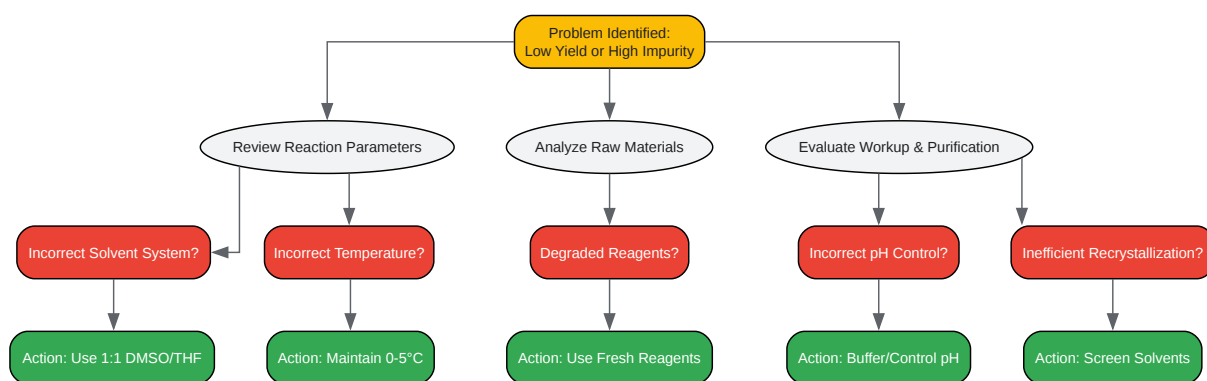 Problem Identified:
Low Yield or High Impurity
Review Reaction Parameters
Analyze Raw Materials
Evaluate Workup & Purification
Incorrect Solvent System?
Incorrect Temperature?
Degraded Reagents?
Incorrect pH Control?
Inefficient Recrystallization?
Action: Use 1:1 DMSO/THF
Action: Maintain 0-5°C
Action: Use Fresh Reagents
Action: Buffer/Control pH
Action: Screen Solvents